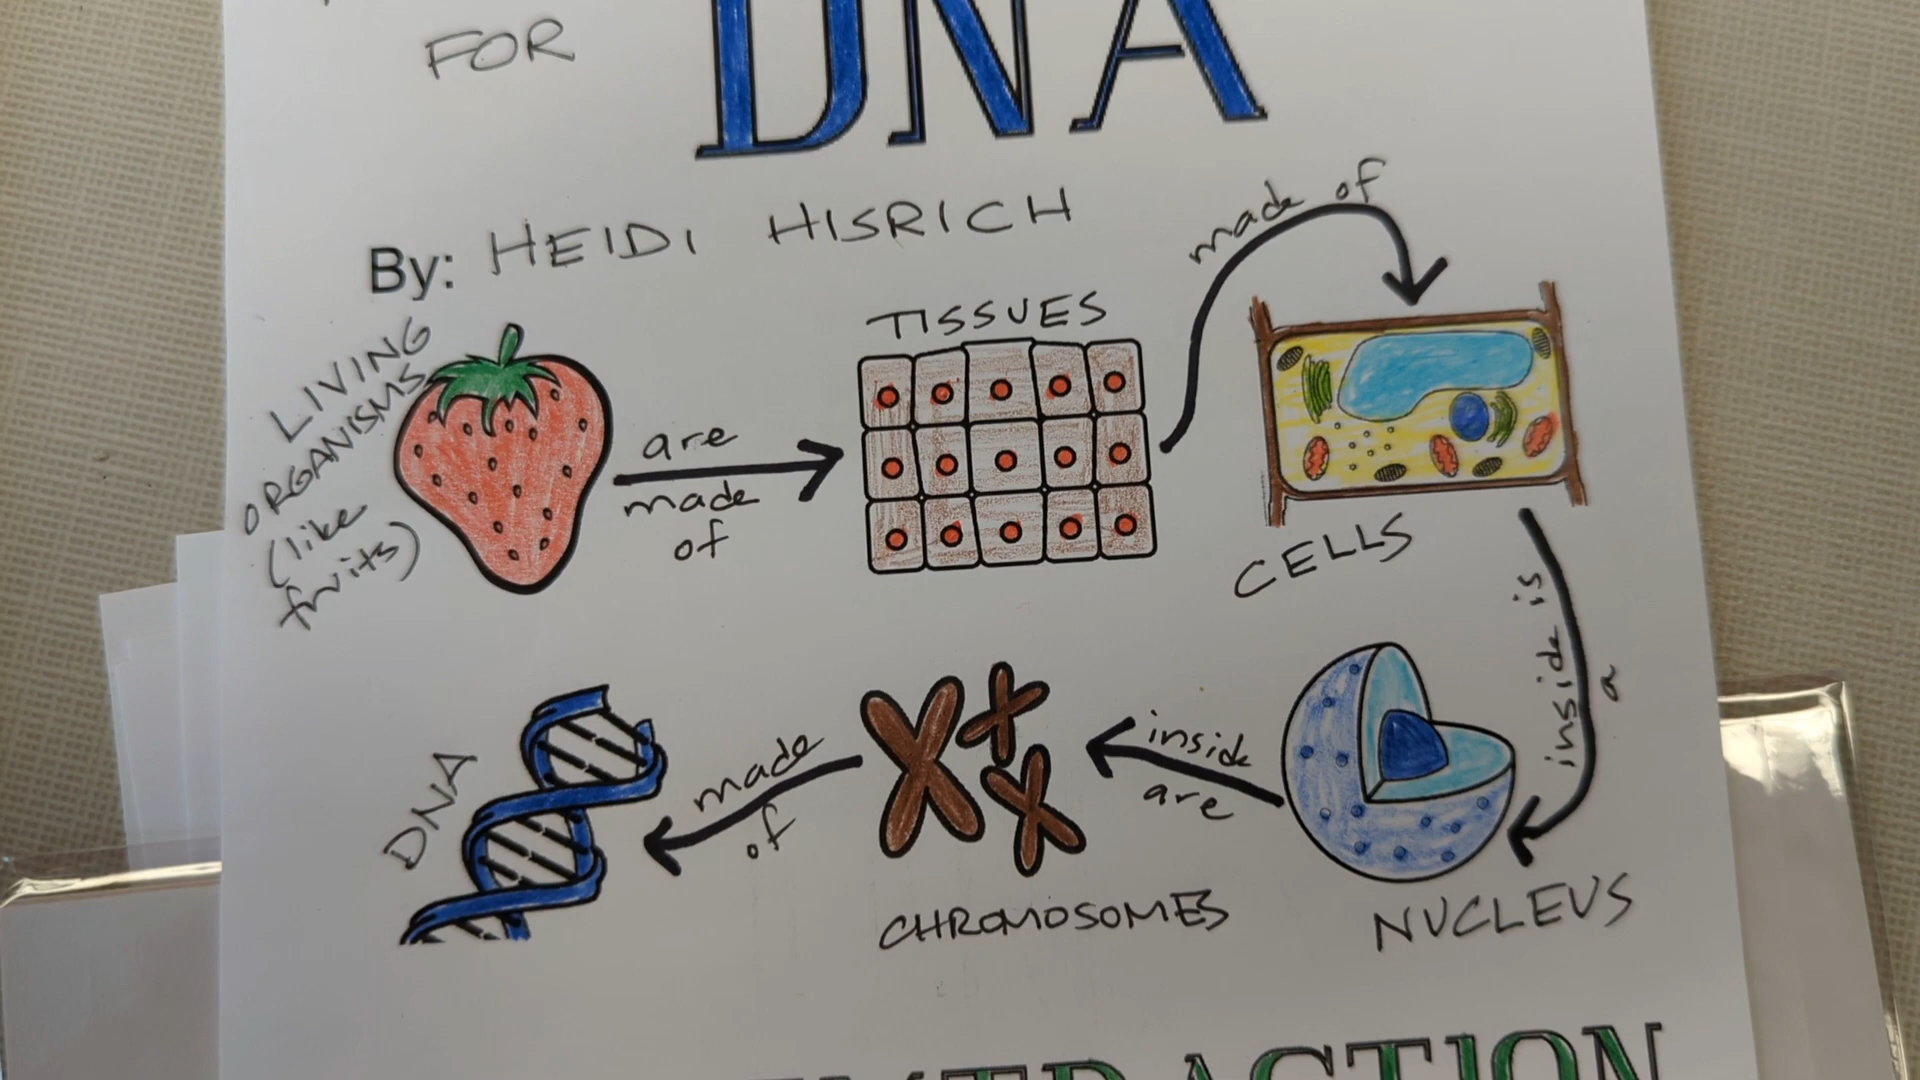 FOR
DNA
By: HEIDI HISRICH
LIVING
ORGANISMS
(like
fruits)
are
made
of
TISSUES
made of
CELLS
inside is
a
NUCLEUS
inside
are
CHROMOSOMES
made
of
DNA